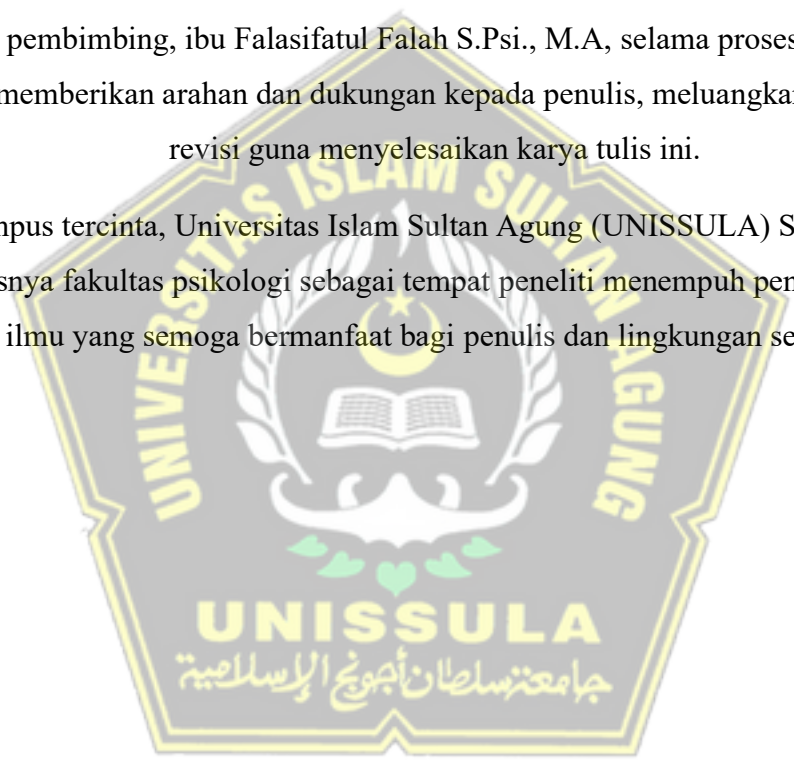 pembimbing, ibu Falasifatul Falah S.Psi., M.A, selama proses
memberikan arahan dan dukungan kepada penulis, meluangkan
revisi guna menyelesaikan karya tulis ini.
tercinta, Universitas Islam Sultan Agung (UNISSULA) S
fakultas psikologi sebagai tempat peneliti menempuh pen
ilmu yang semoga bermanfaat bagi penulis dan lingkungan se
UNIVERSITAS ISLAM SULTAN AGUNG
UNISSULA
جامعة سلطان أجونج الإسلامية